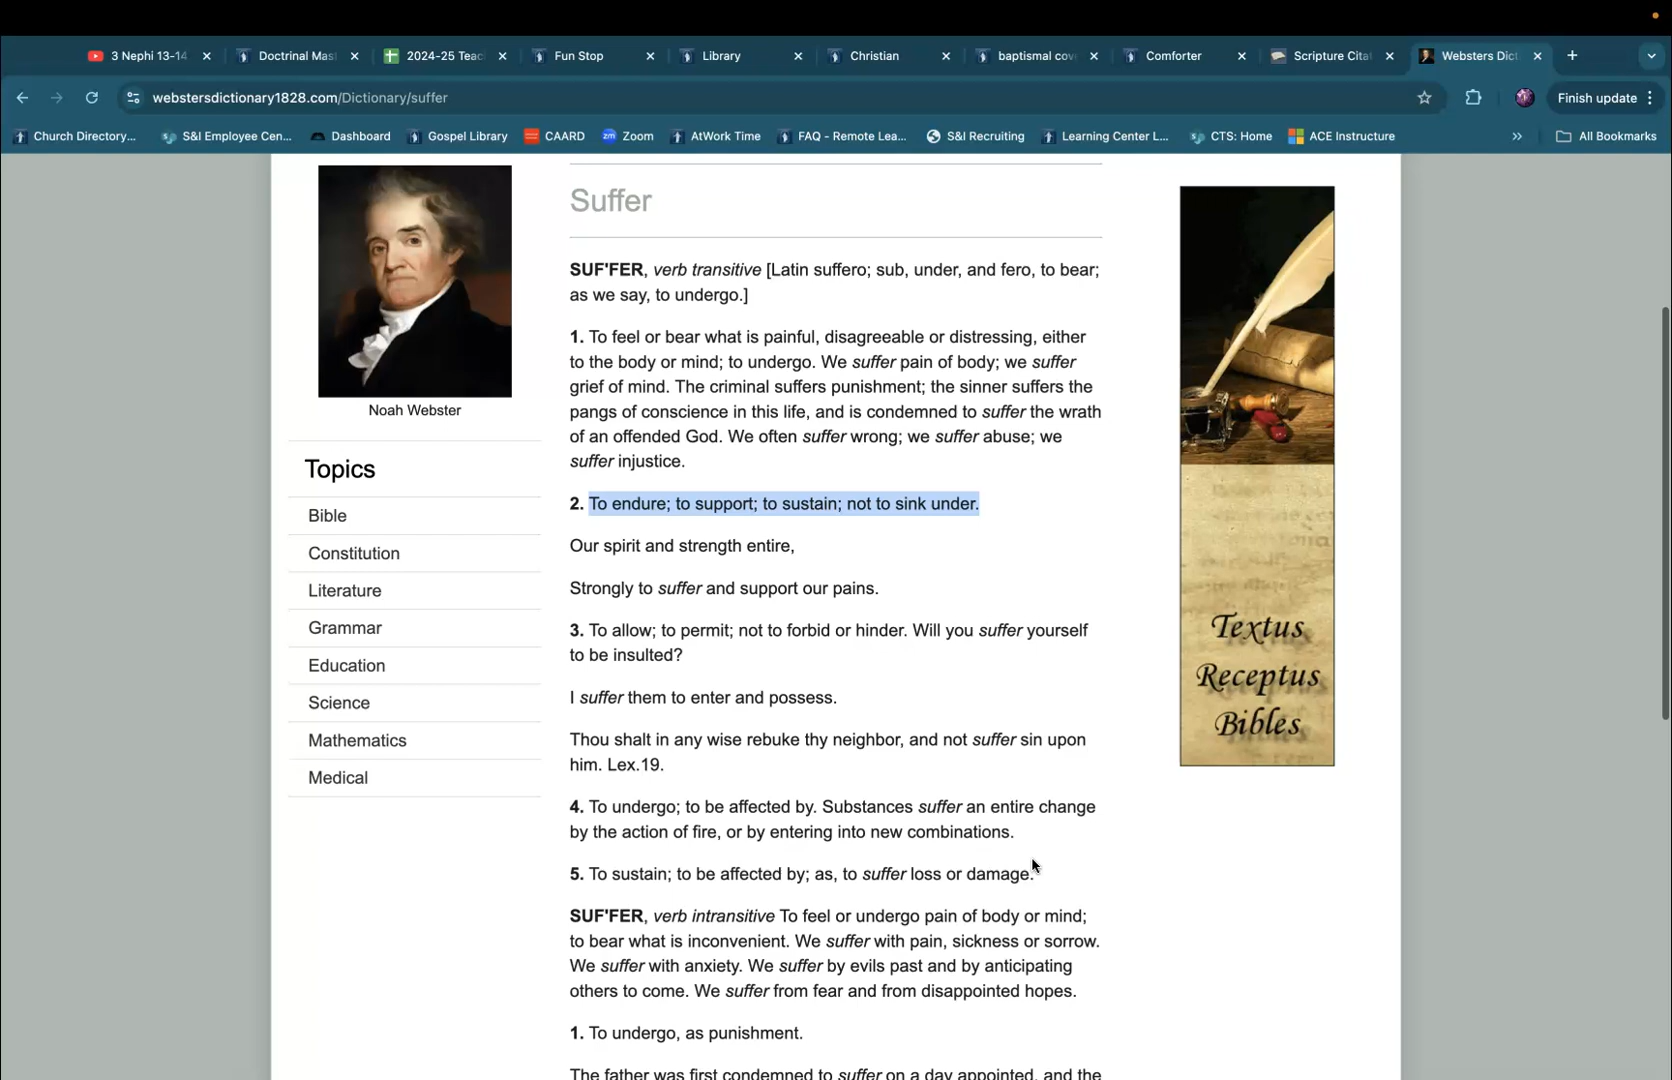 3 Nephi 13-14
Doctrinal Mas
2024-25 Teac
Fun Stop
Library
Christian
baptismal cov
Comforter
Scripture Cita
Websters Dict
webstersdictionary1828.com/Dictionary/suffer
Finish update
Church Directory...
S&I Employee Cen...
Dashboard
Gospel Library
CAARD
zm Zoom
AtWork Time
FAQ - Remote Lea...
S&I Recruiting
Learning Center L...
CTS: Home
ACE Instructure
»
All Bookmarks
Noah Webster
Topics
Bible
Constitution
Literature
Grammar
Education
Science
Mathematics
Medical
Suffer
SUF'FER, verb transitive [Latin suffero; sub, under, and fero, to bear;
as we say, to undergo.]
1. To feel or bear what is painful, disagreeable or distressing, either
to the body or mind; to undergo. We suffer pain of body; we suffer
grief of mind. The criminal suffers punishment; the sinner suffers the
pangs of conscience in this life, and is condemned to suffer the wrath
of an offended God. We often suffer wrong; we suffer abuse; we
suffer injustice.
2. To endure; to support; to sustain; not to sink under.
Our spirit and strength entire,
Strongly to suffer and support our pains.
3. To allow; to permit; not to forbid or hinder. Will you suffer yourself
to be insulted?
I suffer them to enter and possess.
Thou shalt in any wise rebuke thy neighbor, and not suffer sin upon
him. Lex.19.
4. To undergo; to be affected by. Substances suffer an entire change
by the action of fire, or by entering into new combinations.
5. To sustain; to be affected by; as, to suffer loss or damage.
SUF'FER, verb intransitive To feel or undergo pain of body or mind;
to bear what is inconvenient. We suffer with pain, sickness or sorrow.
We suffer with anxiety. We suffer by evils past and by anticipating
others to come. We suffer from fear and from disappointed hopes.
1. To undergo, as punishment.
The father was first condemned to suffer on a day appointed, and the
Textus
Receptus
Bibles